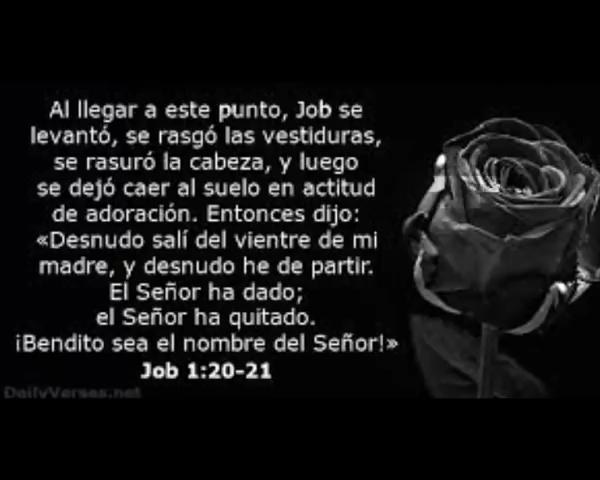 Al llegar a este punto, Job se
levantó, se rasgó las vestiduras,
se rasuró la cabeza, y luego
se dejó caer al suelo en actitud
de adoración. Entonces dijo:
«Desnudo salí del vientre de mi
madre, y desnudo he de partir.
El Señor ha dado;
el Señor ha quitado.
¡Bendito sea el nombre del Señor!»
Job 1:20-21
DailyVerses.net